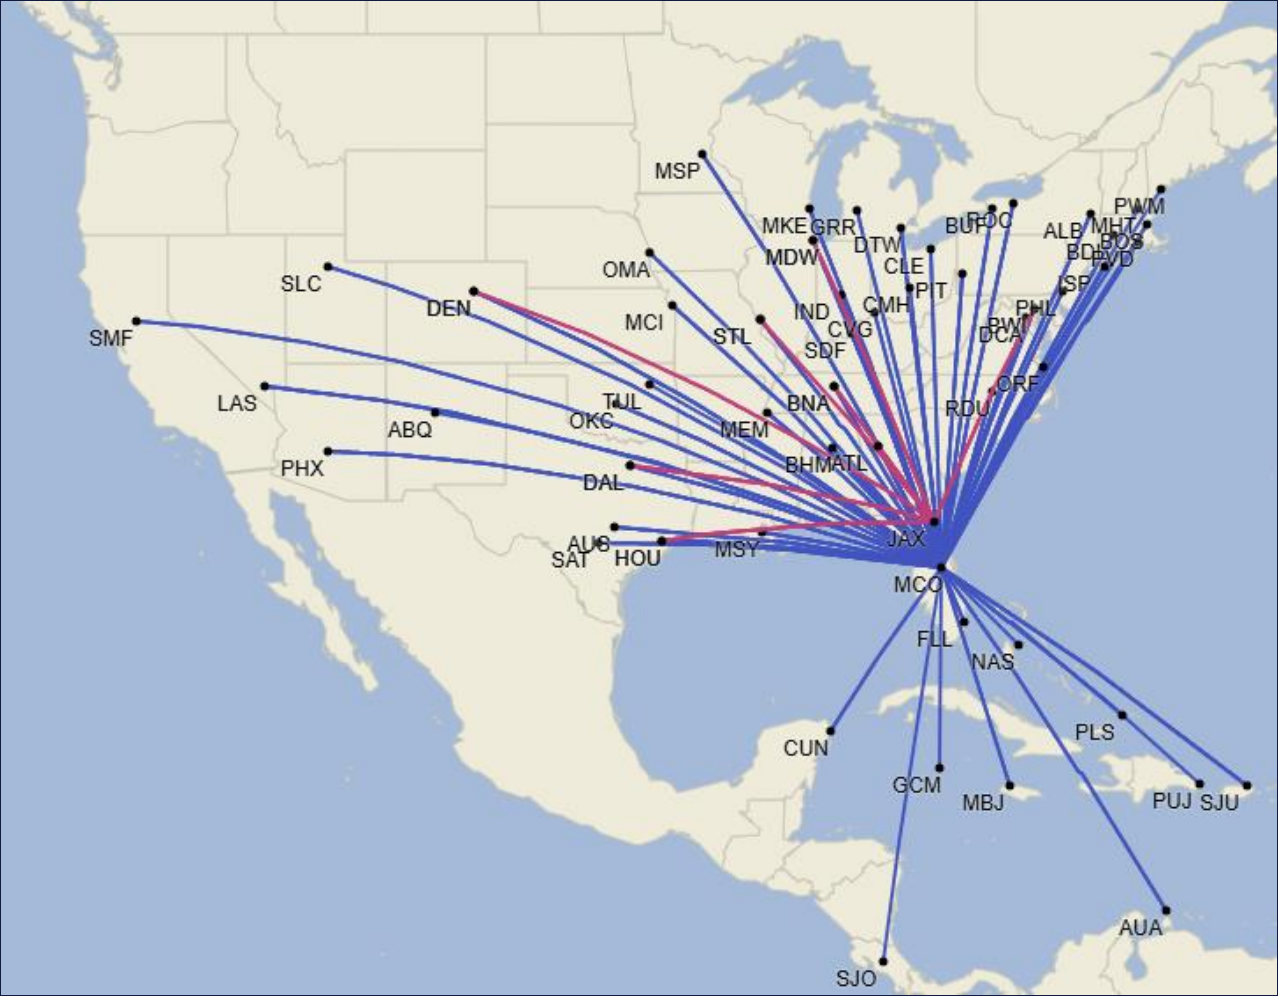 MSP
PWM
MKE
GRR
BUF
ROC
ALB
MHT
DTW
BOS
MDW
BDL
PVD
OMA
CLE
SLC
ISP
PIT
CMH
DEN
IND
PHL
MCI
STL
CVG
BWI
DCA
SMF
SDF
ORF
LAS
TUL
BNA
RDU
OKC
ABQ
MEM
PHX
BHM
ATL
DAL
JAX
AUS
MSY
SAT
HOU
MCO
FLL
NAS
PLS
CUN
GCM
MBJ
PUJ
SJU
AUA
SJO